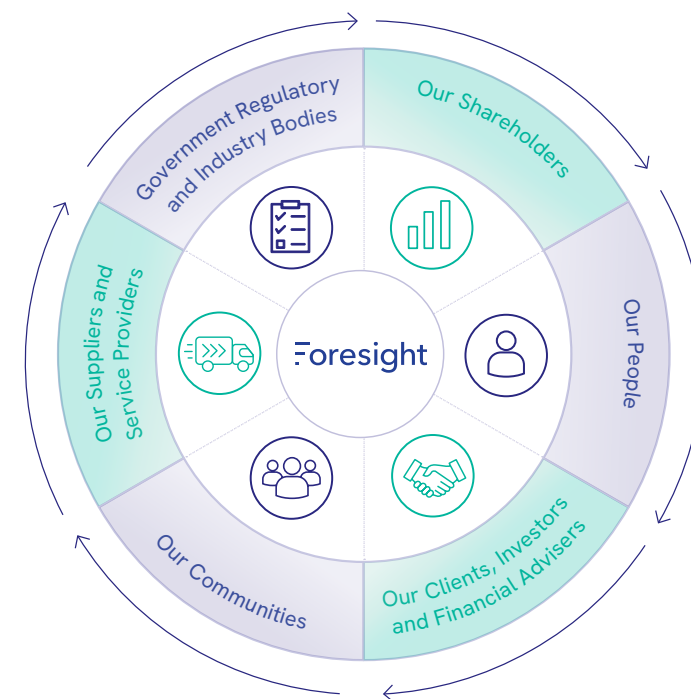 Our Shareholders
Our People
Our Clients, Investors
and Financial Advisers
Our Communities
Our Suppliers and
Service Providers
Government Regulatory
and Industry Bodies
Foresight